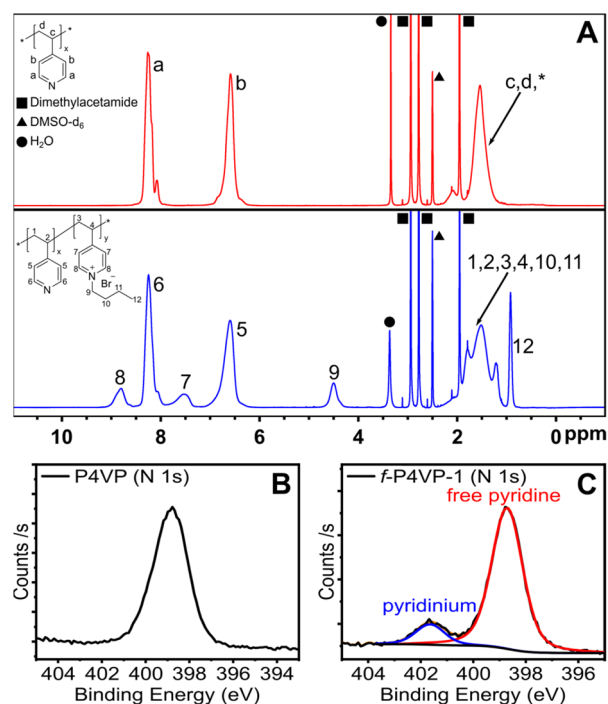 A
* d c x *
b b
a a
N
■ Dimethylacetamide
▲ DMSO-d6
● H2O
a
b
● ■ ■ ■
▲
c,d,*
* 1 2 x 3 4 y *
5 5 7 7
6 6 8 8
N N+ Br−
9 10 11 12
8
6
7
5
9
● ■ ■ ■
▲
1,2,3,4,10,11
12
10 8 6 4 2 0 ppm
B
P4VP (N 1s)
Counts /s
404 402 400 398 396 394
Binding Energy (eV)
C
f-P4VP-1 (N 1s)
free pyridine
pyridinium
Counts /s
404 402 400 398 396
Binding Energy (eV)